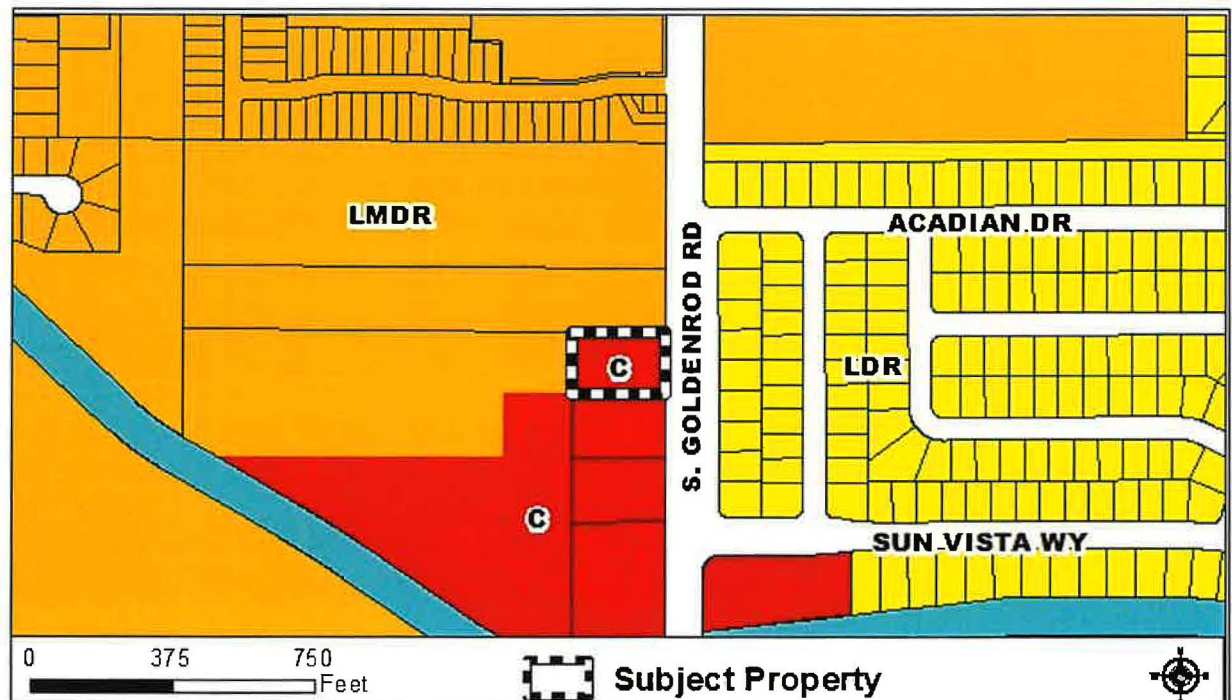 LMDR
ACADIAN DR
S. GOLDENROD RD
C
LDR
C
SUN VISTA WY
0 375 750
Feet
Subject Property
N